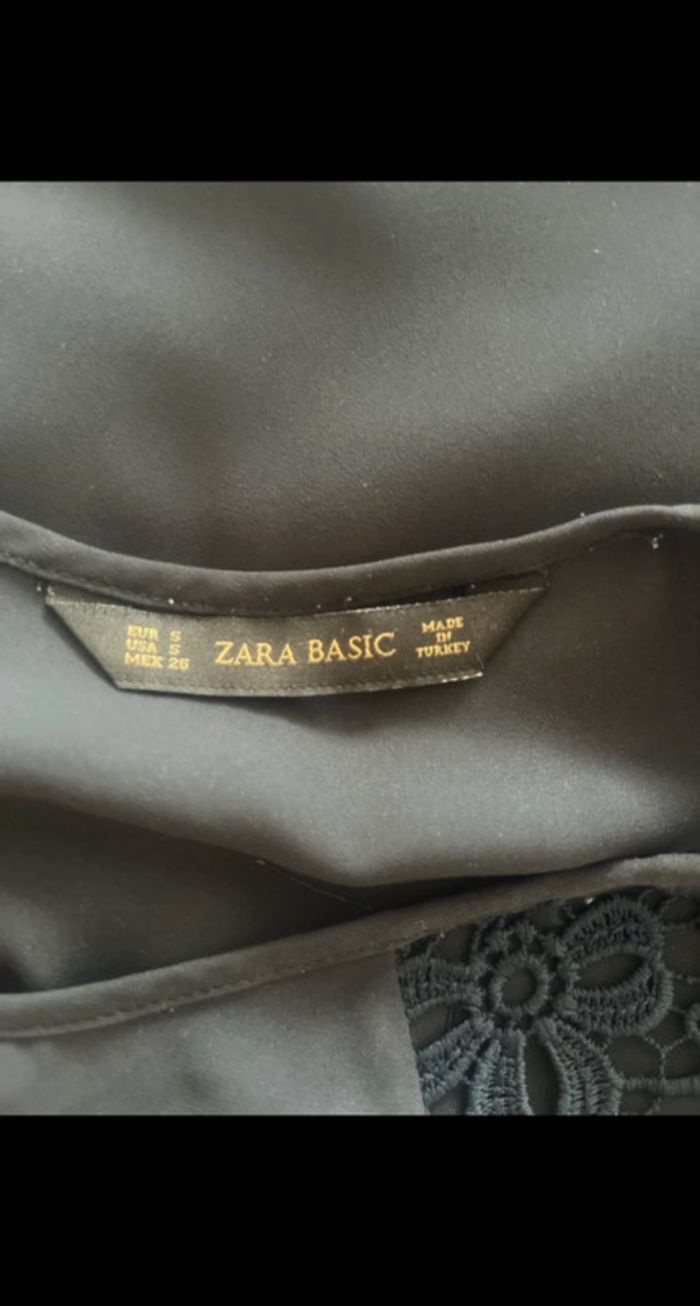 EUR S
USA S
MEX 26
ZARA BASIC
MADE
IN
TURKEY